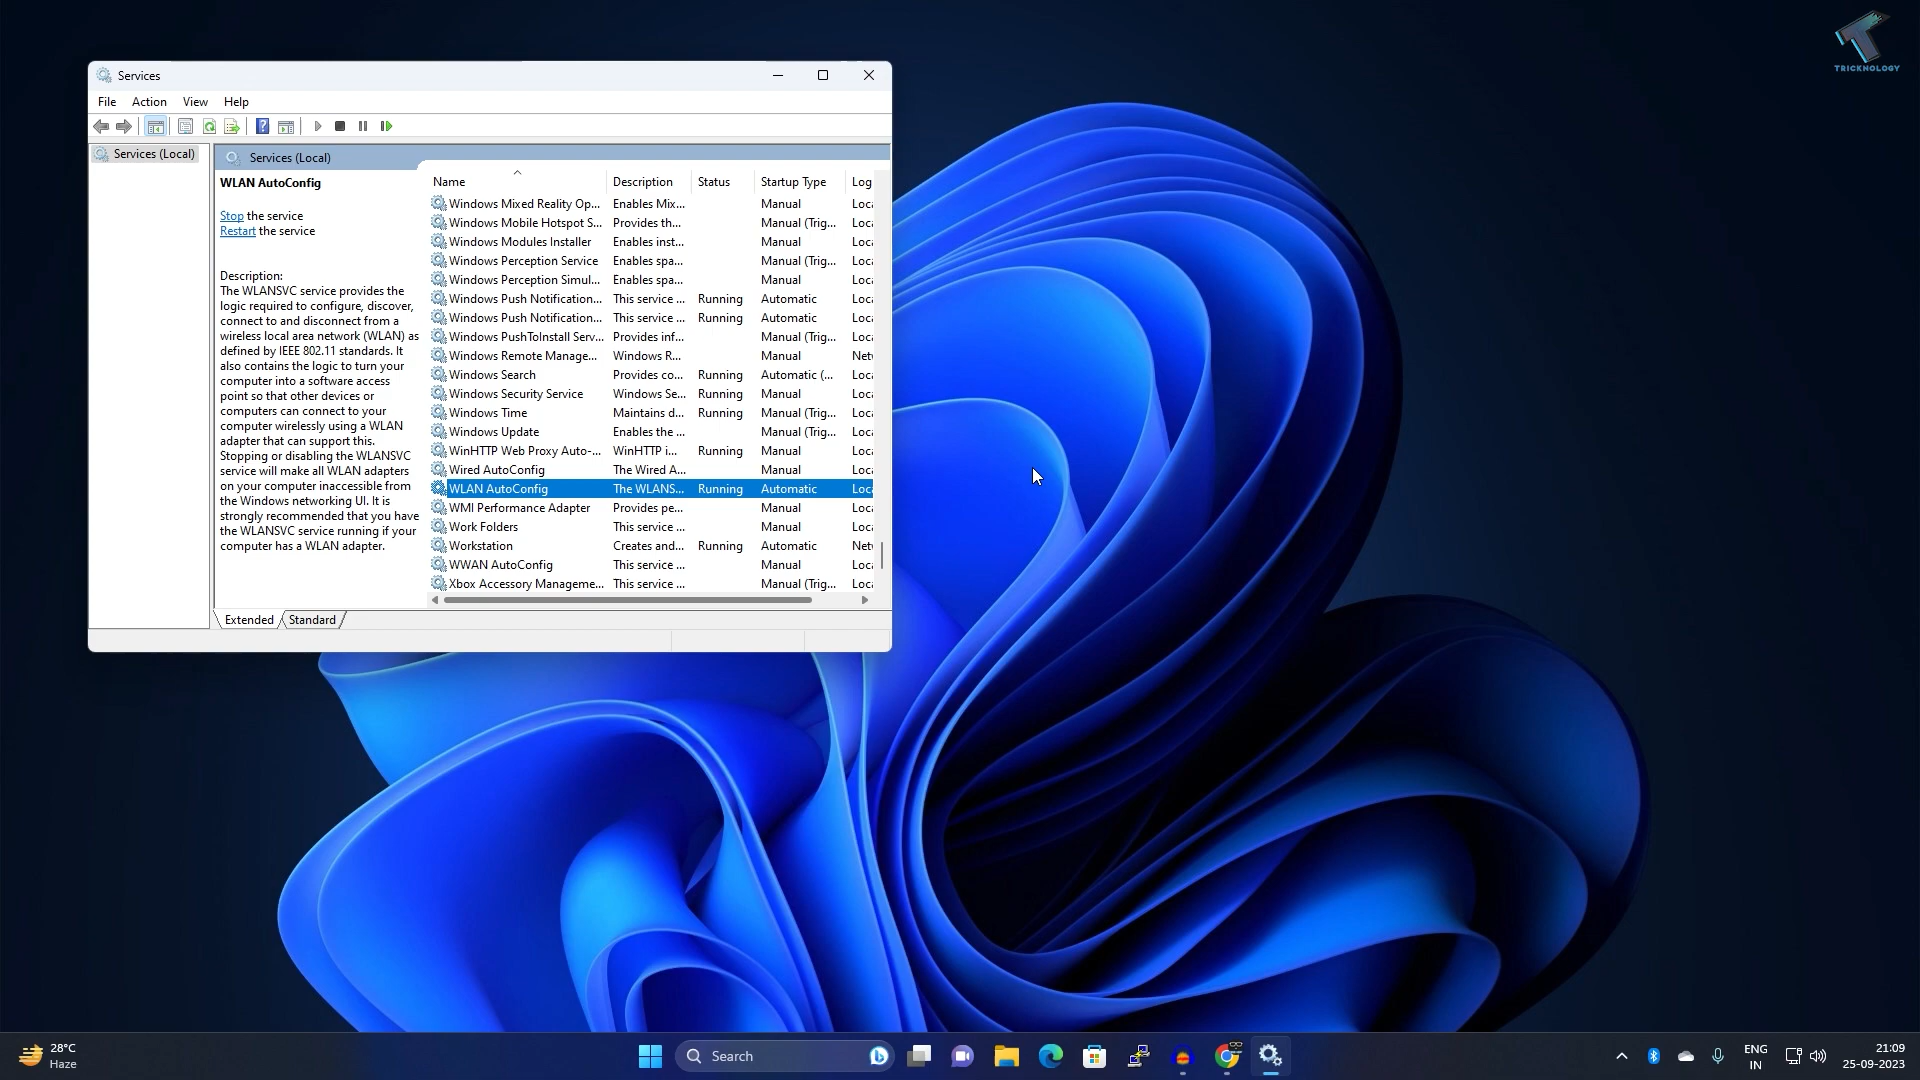 TRICKNOLOGY
Services
File Action View Help
Services (Local)
Services (Local)
WLAN AutoConfig
Stop the service
Restart the service
Description:
The WLANSVC service provides the
logic required to configure, discover,
connect to and disconnect from a
wireless local area network (WLAN) as
defined by IEEE 802.11 standards. It
also contains the logic to turn your
computer into a software access
point so that other devices or
computers can connect to your
computer wirelessly using a WLAN
adapter that can support this.
Stopping or disabling the WLANSVC
service will make all WLAN adapters
on your computer inaccessible from
the Windows networking UI. It is
strongly recommended that you have
the WLANSVC service running if your
computer has a WLAN adapter.
Name Description Status Startup Type Log
Windows Mixed Reality Op... Enables Mix... Manual Loca
Windows Mobile Hotspot S... Provides th... Manual (Trig... Loca
Windows Modules Installer Enables inst... Manual Loca
Windows Perception Service Enables spa... Manual (Trig... Loca
Windows Perception Simul... Enables spa... Manual Loca
Windows Push Notification... This service ... Running Automatic Loca
Windows Push Notification... This service ... Running Automatic Loca
Windows PushToInstall Serv... Provides inf... Manual (Trig... Loca
Windows Remote Manage... Windows R... Manual Net
Windows Search Provides co... Running Automatic (... Loca
Windows Security Service Windows Se... Running Manual Loca
Windows Time Maintains d... Running Manual (Trig... Loca
Windows Update Enables the ... Manual (Trig... Loca
WinHTTP Web Proxy Auto-... WinHTTP i... Running Manual Loca
Wired AutoConfig The Wired A... Manual Loca
WLAN AutoConfig The WLANS... Running Automatic Loca
WMI Performance Adapter Provides pe... Manual Loca
Work Folders This service ... Manual Loca
Workstation Creates and... Running Automatic Net
WWAN AutoConfig This service ... Manual Loca
Xbox Accessory Manageme... This service ... Manual (Trig... Loca
Extended Standard
28°C
Haze
Search
ENG
IN
21:09
25-09-2023